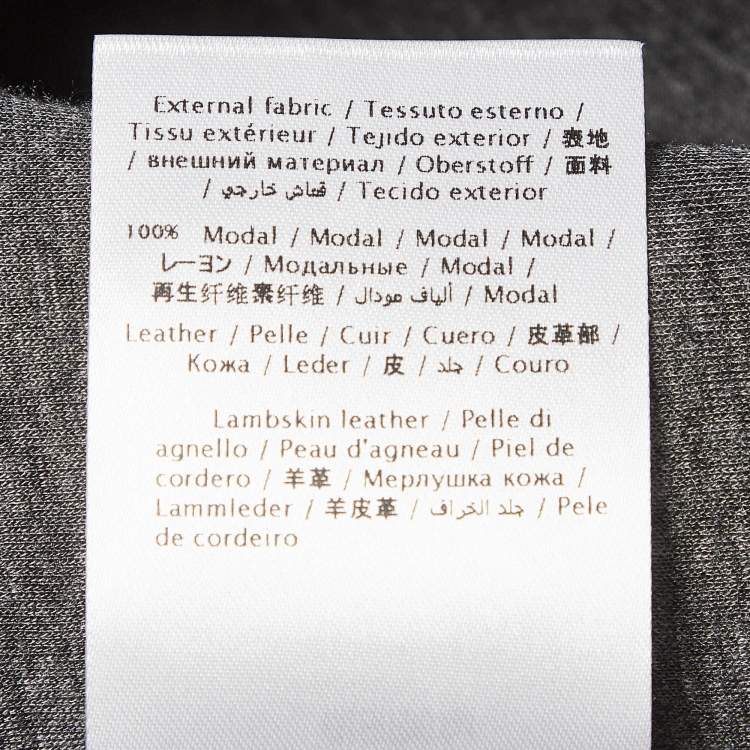 External fabric / Tessuto esterno /
Tissu extérieur / Tejido exterior / 表地
/ внешний материал / Oberstoff / 面料
/ قماش خارجي / Tecido exterior
100% Modal / Modal / Modal / Modal /
レーヨン / Модальные / Modal /
再生纤维素纤维 / ألياف مودال / Modal
Leather / Pelle / Cuir / Cuero / 皮革部 /
Кожа / Leder / 皮 / جلد / Couro
Lambskin leather / Pelle di
agnello / Peau d'agneau / Piel de
cordero / 羊革 / Мерлушка кожа /
Lammleder / 羊皮革 / جلد الخراف / Pele
de cordeiro